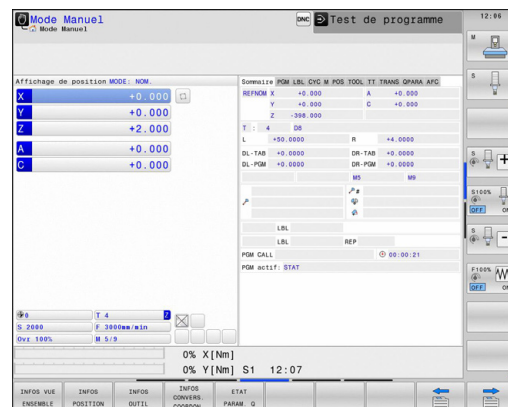 Mode Manuel
DNC
Test de programme
12:06
Mode Manuel
M
Affichage de position MODE: NOM.
X +0.000
Y +0.000
Z +2.000
A +0.000
C +0.000
Sommaire PGM LBL CYC M POS TOOL TT TRANS QPARA AFC
REFNOM X +0.000 A +0.000
Y +0.000 C +0.000
Z -398.000
T : 4 D8
L +50.0000 R +4.0000
DL-TAB +0.0000 DR-TAB +0.0000
DL-PGM +0.0000 DR-PGM +0.0000
M5 M9
LBL
LBL REP
PGM CALL 00:00:21
PGM actif: STAT
0 T 4 Z
S 2000 F 3000mm/min
Ovr 100% M 5/9
0% X[Nm]
0% Y[Nm] S1 12:07
S
S
S100%
OFF ON
S
F100%
OFF ON
INFOS VUE ENSEMBLE
INFOS POSITION
INFOS OUTIL
INFOS CONVERS. COORDON.
ETAT PARAM. Q